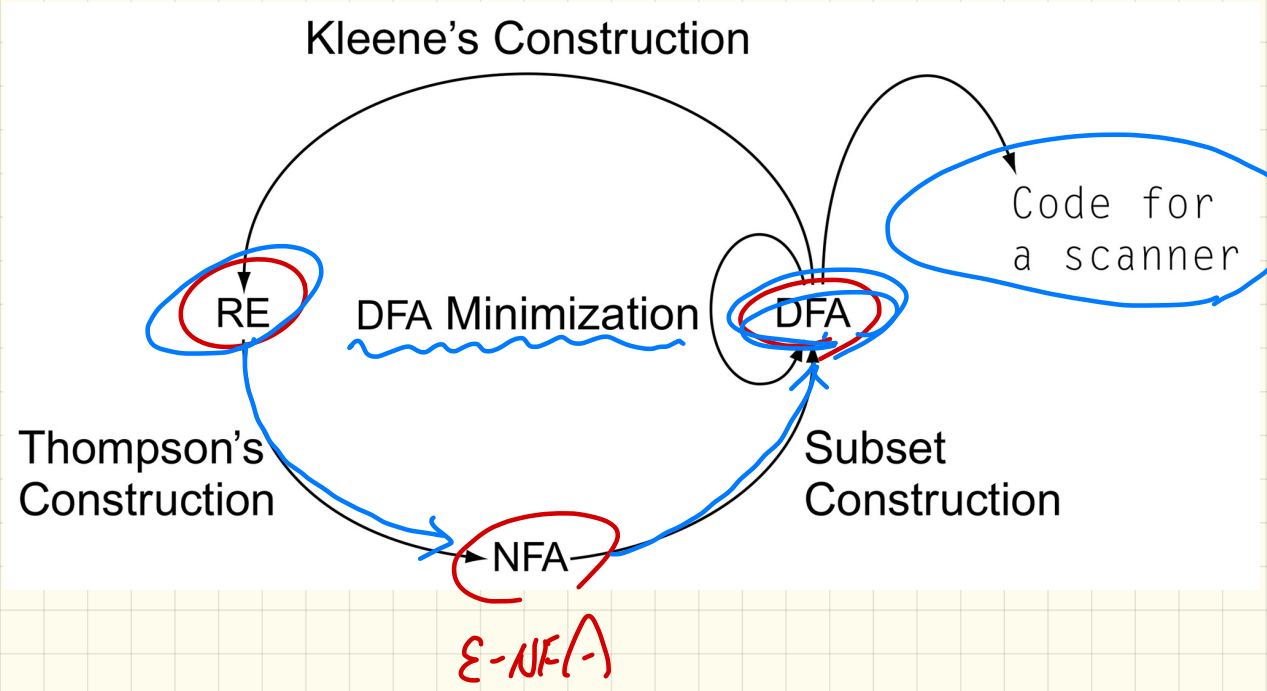 Kleene’s Construction
Code for
a scanner
RE
DFA Minimization
DFA
Thompson’s
Construction
Subset
Construction
NFA
ε-NFA